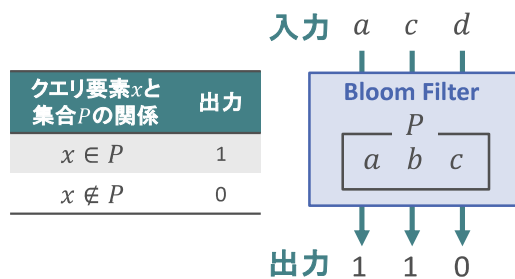 クエリ要素xと
集合Pの関係
出力
x ∈ P
1
x ∉ P
0
入力 a c d
Bloom Filter
P
a b c
出力 1 1 0